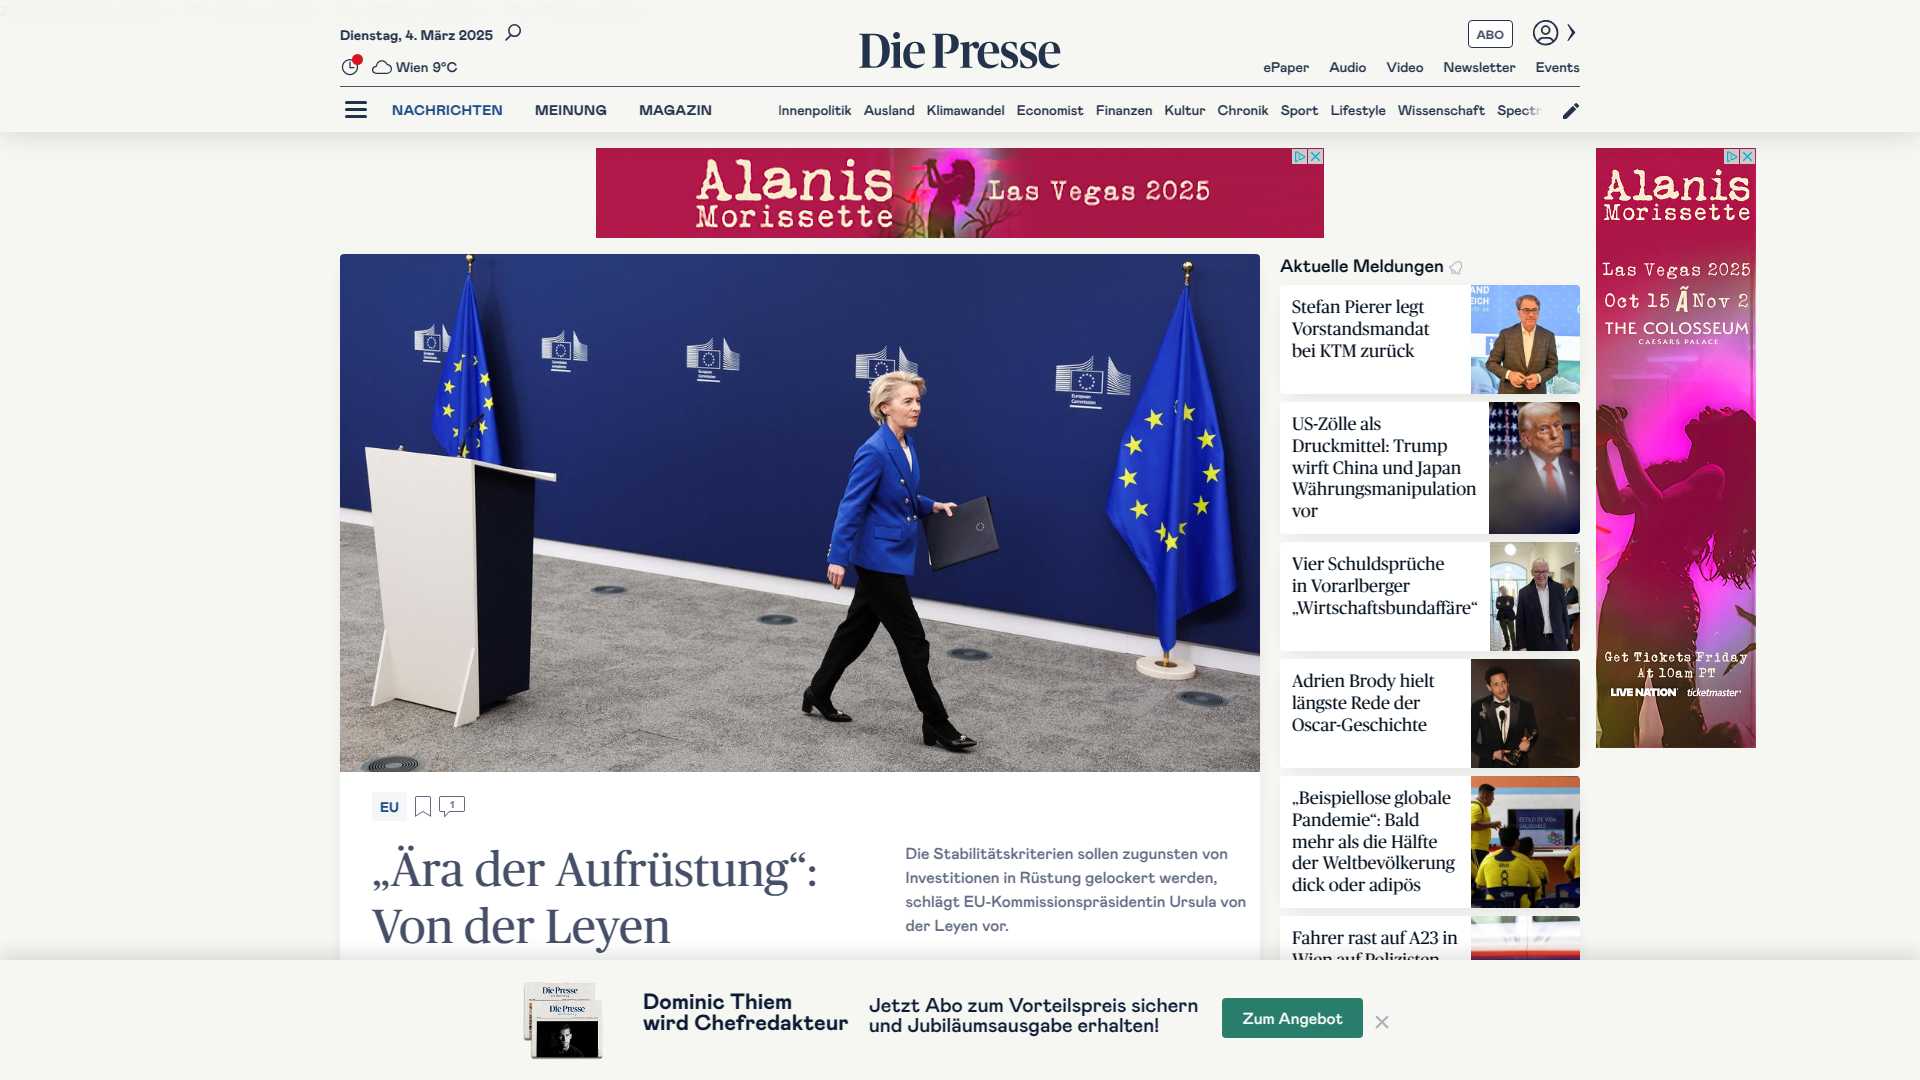 Dienstag, 4. März 2025
Die Presse
ABO
Wien 9°C
ePaper Audio Video Newsletter Events
NACHRICHTEN MEINUNG MAGAZIN
Innenpolitik Ausland Klimawandel Economist Finanzen Kultur Chronik Sport Lifestyle Wissenschaft Spectr
Alanis
Morissette
Las Vegas 2025
Alanis
Morissette
Las Vegas 2025
Oct 15 Ã Nov 2
THE COLOSSEUM
CAESARS PALACE
Get Tickets Friday
At 10am PT
LIVE NATION ticketmaster
EU
1
„Ära der Aufrüstung“:
Von der Leyen
Die Stabilitätskriterien sollen zugunsten von
Investitionen in Rüstung gelockert werden,
schlägt EU-Kommissionspräsidentin Ursula von
der Leyen vor.
Aktuelle Meldungen
Stefan Pierer legt
Vorstandsmandat
bei KTM zurück
US-Zölle als
Druckmittel: Trump
wirft China und Japan
Währungsmanipulation
vor
Vier Schuldsprüche
in Vorarlberger
„Wirtschaftsbundaffäre“
Adrien Brody hielt
längste Rede der
Oscar-Geschichte
„Beispiellose globale
Pandemie“: Bald
mehr als die Hälfte
der Weltbevölkerung
dick oder adipös
Fahrer rast auf A23 in
Wien auf Polizisten
Die Presse
Die Presse
Dominic Thiem
wird Chefredakteur
Jetzt Abo zum Vorteilspreis sichern
und Jubiläumsausgabe erhalten!
Zum Angebot